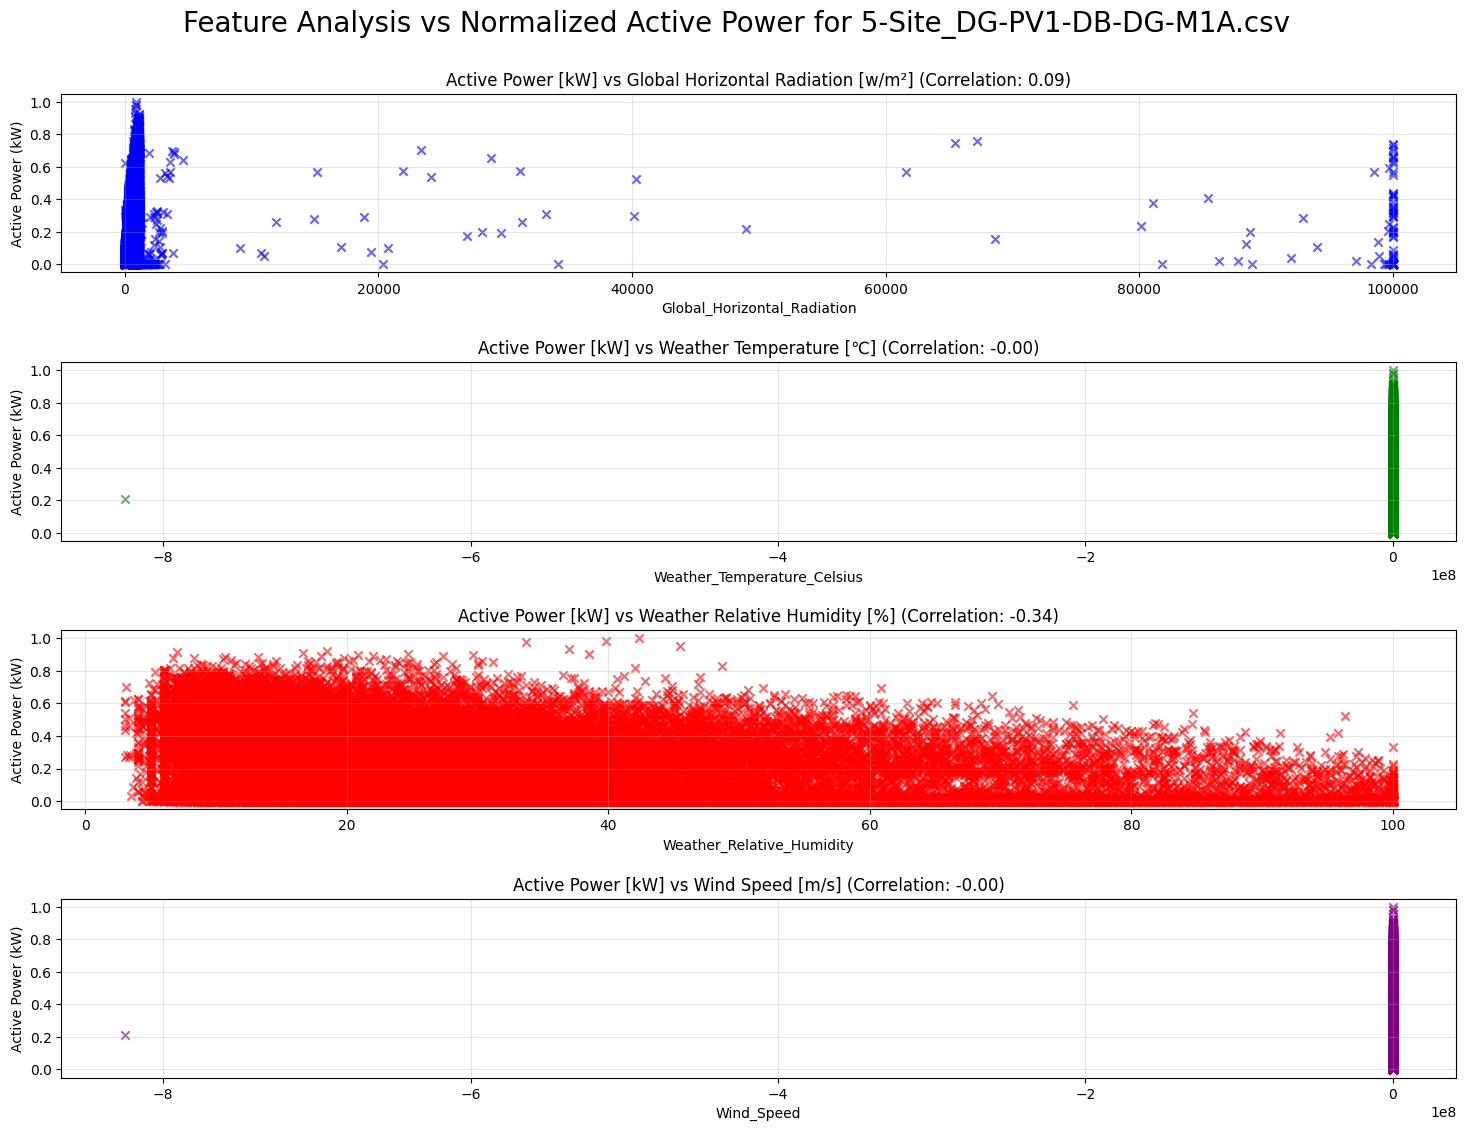 Feature Analysis vs Normalized Active Power for 5-Site_DG-PV1-DB-DG-M1A.csv
Active Power [kW] vs Global Horizontal Radiation [w/m²] (Correlation: 0.09)
Active Power (kW)
1.0
0.8
0.6
0.4
0.2
0.0
0 20000 40000 60000 80000 100000
Global_Horizontal_Radiation
Active Power [kW] vs Weather Temperature [℃] (Correlation: -0.00)
Active Power (kW)
1.0
0.8
0.6
0.4
0.2
0.0
−8 −6 −4 −2 0
1e8
Weather_Temperature_Celsius
Active Power [kW] vs Weather Relative Humidity [%] (Correlation: -0.34)
Active Power (kW)
1.0
0.8
0.6
0.4
0.2
0.0
0 20 40 60 80 100
Weather_Relative_Humidity
Active Power [kW] vs Wind Speed [m/s] (Correlation: -0.00)
Active Power (kW)
1.0
0.8
0.6
0.4
0.2
0.0
−8 −6 −4 −2 0
1e8
Wind_Speed